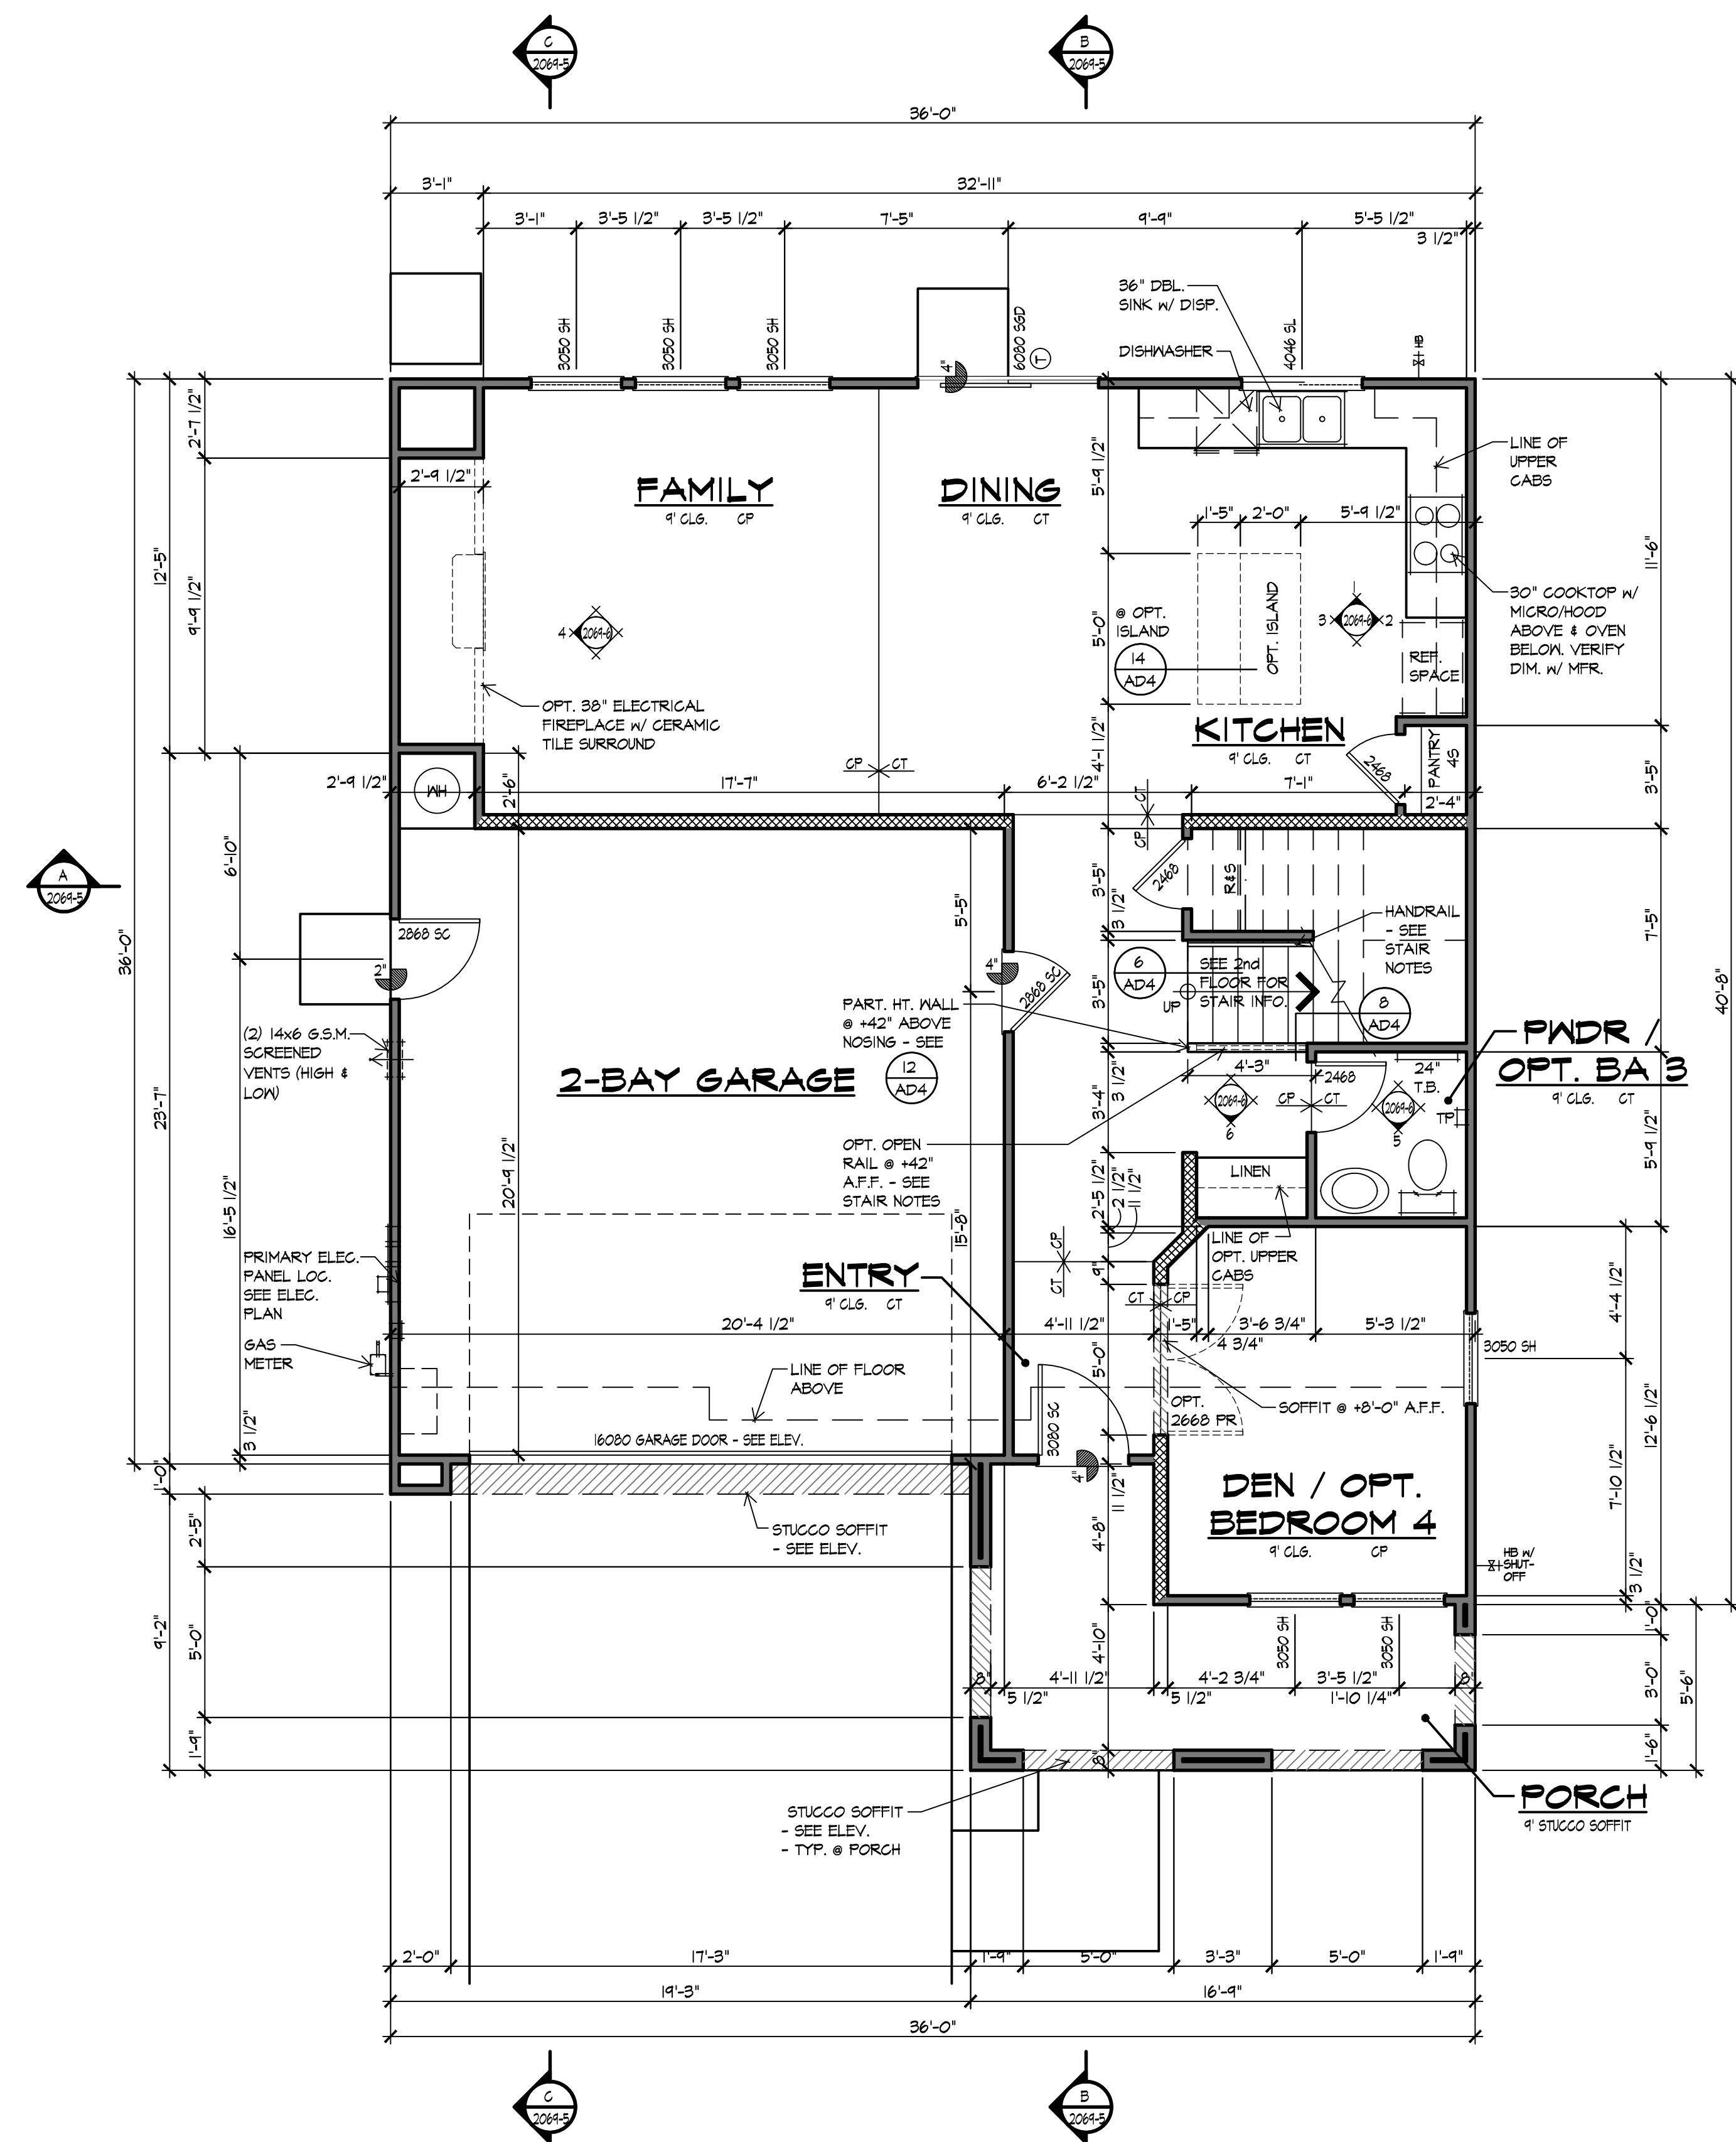 C
2069-5
B
2069-5
36'-0"
3'-1"
32'-11"
3'-1"
3'-5 1/2"
3'-5 1/2"
7'-5"
9'-9"
5'-5 1/2"
3 1/2"
3050 SH
3050 SH
3050 SH
6080 SGD
T
4"
36" DBL.
SINK w/ DISP.
DISHWASHER
4046 SL
HB
LINE OF
UPPER
CABS
2'-7 1/2"
2'-9 1/2"
12'-5"
9'-9 1/2"
FAMILY
9' CLG. CP
DINING
9' CLG. CT
5'-9 1/2"
1'-5"
2'-0"
5'-9 1/2"
11'-6"
30" COOKTOP w/
MICRO/HOOD
ABOVE & OVEN
BELOW. VERIFY
DIM. w/ MFR.
4
2069-6
@ OPT.
ISLAND
14
AD4
5'-0"
OPT. ISLAND
1
3
2069-6
2
REF.
SPACE
OPT. 38" ELECTRICAL
FIREPLACE w/ CERAMIC
TILE SURROUND
KITCHEN
9' CLG. CT
PANTRY
4S
2468
3'-5"
4'-1 1/2"
CP
CT
2'-9 1/2"
WH
2'-6"
17'-7"
6'-2 1/2"
7'-1"
2'-4"
CT
CP
6'-10"
A
2069-5
36'-0"
5'-5"
3'-5"
3 1/2"
2468
R&S
HANDRAIL
- SEE
STAIR
NOTES
7'-5"
40'-8"
2868 SC
2"
4"
2868 SC
6
AD4
SEE 2nd
FLOOR FOR
STAIR INFO.
UP
8
AD4
3'-5"
(2) 14x6 G.S.M.
SCREENED
VENTS (HIGH &
LOW)
PART. HT. WALL
@ +42" ABOVE
NOSING - SEE
12
AD4
2-BAY GARAGE
PWDR /
OPT. BA 3
9' CLG. CT
4'-3"
2468
24"
T.B.
TP
3'-4"
3 1/2"
CP
CT
2069-6
6
2069-6
5
23'-7"
20'-9 1/2"
16'-5 1/2"
OPT. OPEN
RAIL @ +42"
A.F.F. - SEE
STAIR NOTES
15'-8"
LINEN
5'-9 1/2"
2'-5 1/2"
2 1/2"
11 1/2"
LINE OF
OPT. UPPER
CABS
PRIMARY ELEC.
PANEL LOC.
SEE ELEC.
PLAN
ENTRY
9' CLG. CT
CP
CT
9"
CT
CP
GAS
METER
20'-4 1/2"
4'-11 1/2"
1'-5"
3'-6 3/4"
4 3/4"
5'-3 1/2"
4'-4 1/2"
3050 SH
LINE OF FLOOR
ABOVE
5'-0"
OPT.
2668 PR
SOFFIT @ +8'-0" A.F.F.
12'-6 1/2"
3 1/2"
16080 GARAGE DOOR - SEE ELEV.
3080 SC
4"
11 1/2"
DEN / OPT.
BEDROOM 4
9' CLG. CP
7'-10 1/2"
1'-0"
2'-5"
STUCCO SOFFIT
- SEE ELEV.
4'-8"
HB w/
SHUT-
OFF
3 1/2"
9'-2"
5'-0"
4'-10"
3050 SH
3050 SH
1'-0"
8"
4'-11 1/2"
5 1/2"
4'-2 3/4"
5 1/2"
3'-5 1/2"
1'-10 1/4"
8"
3'-0"
5'-6"
1'-9"
8"
1'-6"
STUCCO SOFFIT
- SEE ELEV.
- TYP. @ PORCH
PORCH
9' STUCCO SOFFIT
2'-0"
17'-3"
1'-9"
5'-0"
3'-3"
5'-0"
1'-9"
19'-3"
16'-9"
36'-0"
C
2069-5
B
2069-5